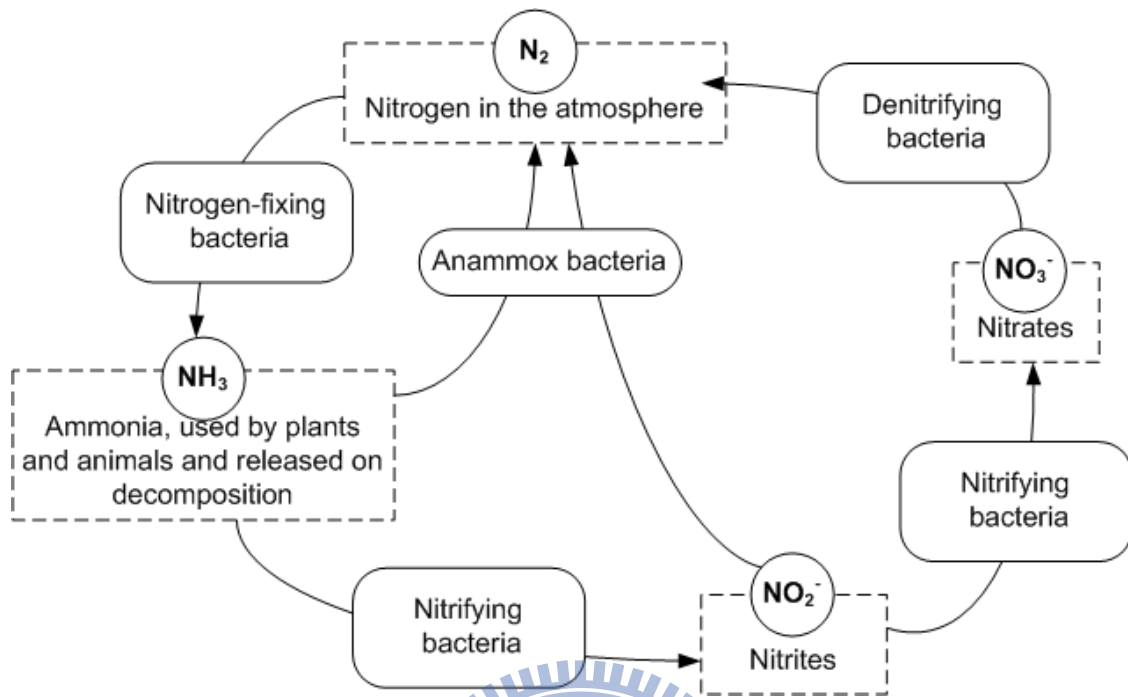 N₂
Nitrogen in the atmosphere
Denitrifying
bacteria
Nitrogen-fixing
bacteria
Anammox bacteria
NO₃⁻
Nitrates
NH₃
Ammonia, used by plants
and animals and released on
decomposition
Nitrifying
bacteria
NO₂⁻
Nitrites
Nitrifying
bacteria